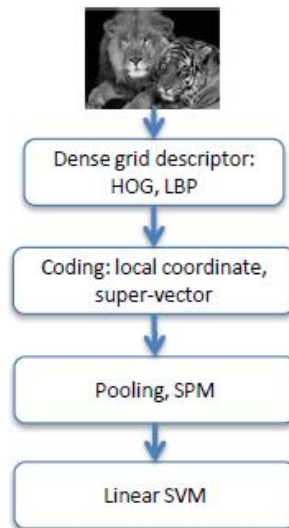 Dense grid descriptor:
HOG, LBP
Coding: local coordinate,
super-vector
Pooling, SPM
Linear SVM